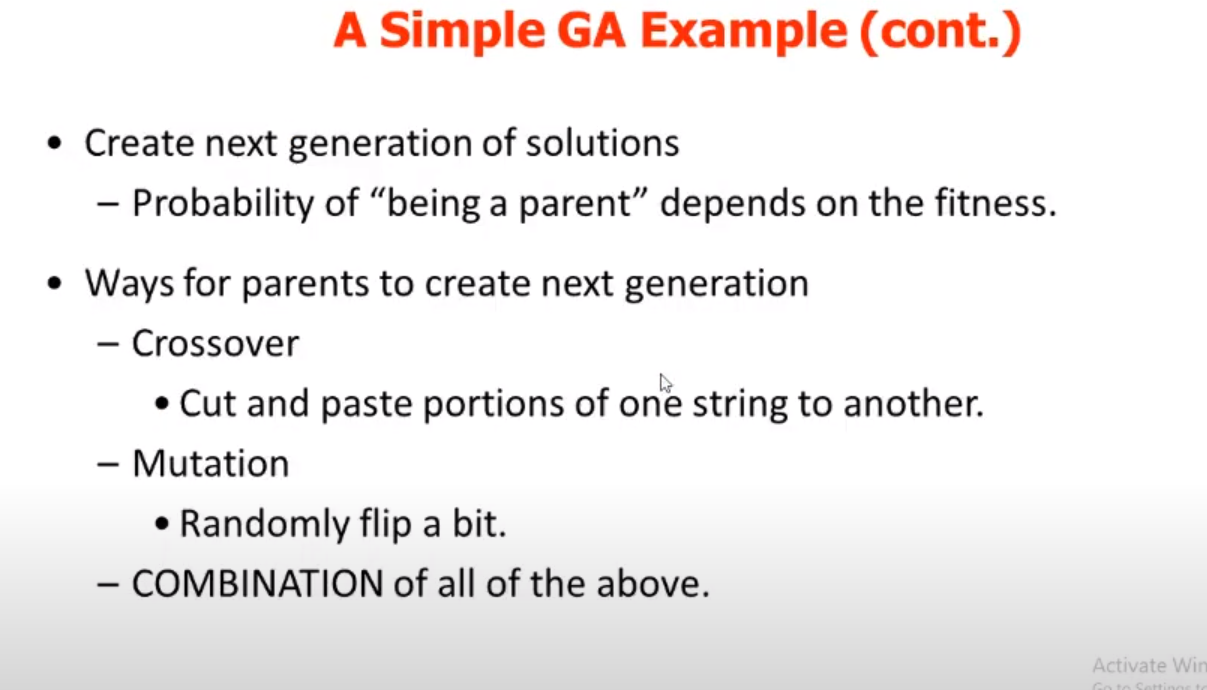 A Simple GA Example (cont.)
• Create next generation of solutions
– Probability of “being a parent” depends on the fitness.
• Ways for parents to create next generation
– Crossover
• Cut and paste portions of one string to another.
– Mutation
• Randomly flip a bit.
– COMBINATION of all of the above.
Activate Win
Go to Settings to